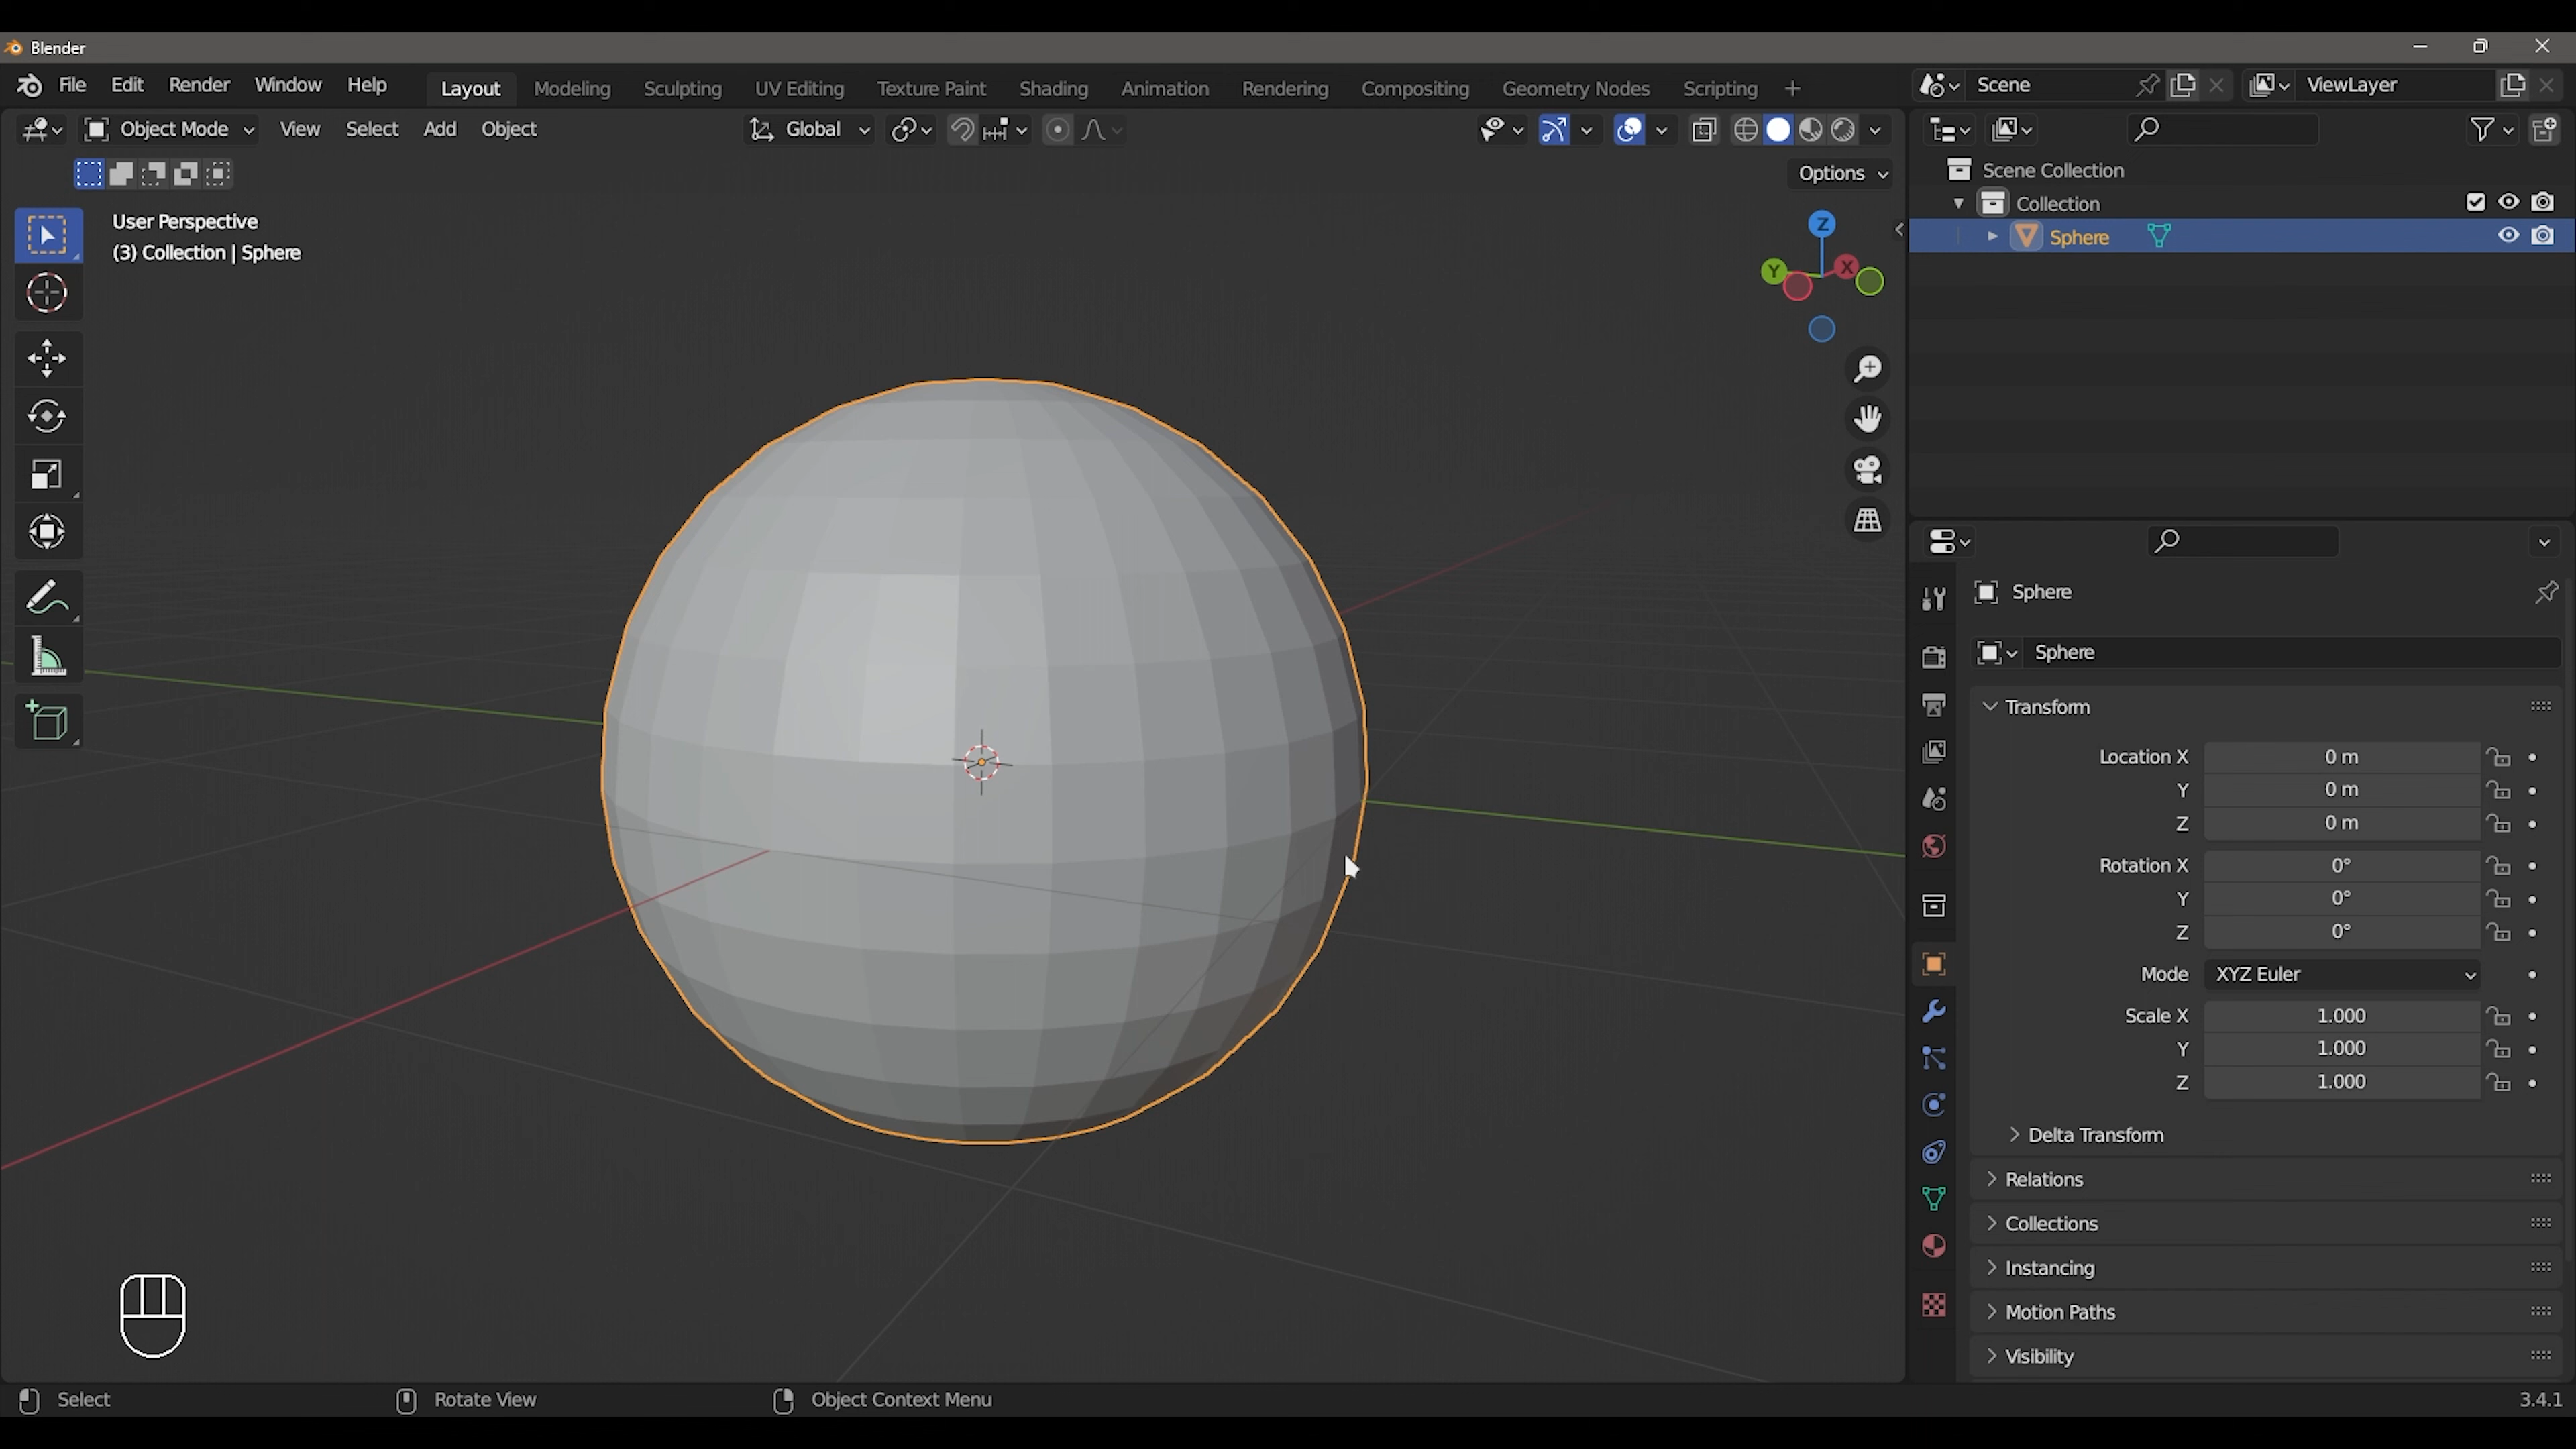 Blender
File Edit Render Window Help Layout Modeling Sculpting UV Editing Texture Paint Shading Animation Rendering Compositing Geometry Nodes Scripting + Scene ViewLayer
Object Mode View Select Add Object Global
Options
User Perspective
(3) Collection | Sphere
Z
Y X
Scene Collection
Collection
Sphere
Sphere
Sphere
Transform
Location X 0 m
Y 0 m
Z 0 m
Rotation X 0°
Y 0°
Z 0°
Mode XYZ Euler
Scale X 1.000
Y 1.000
Z 1.000
Delta Transform
Relations
Collections
Instancing
Motion Paths
Visibility
Select Rotate View Object Context Menu 3.4.1